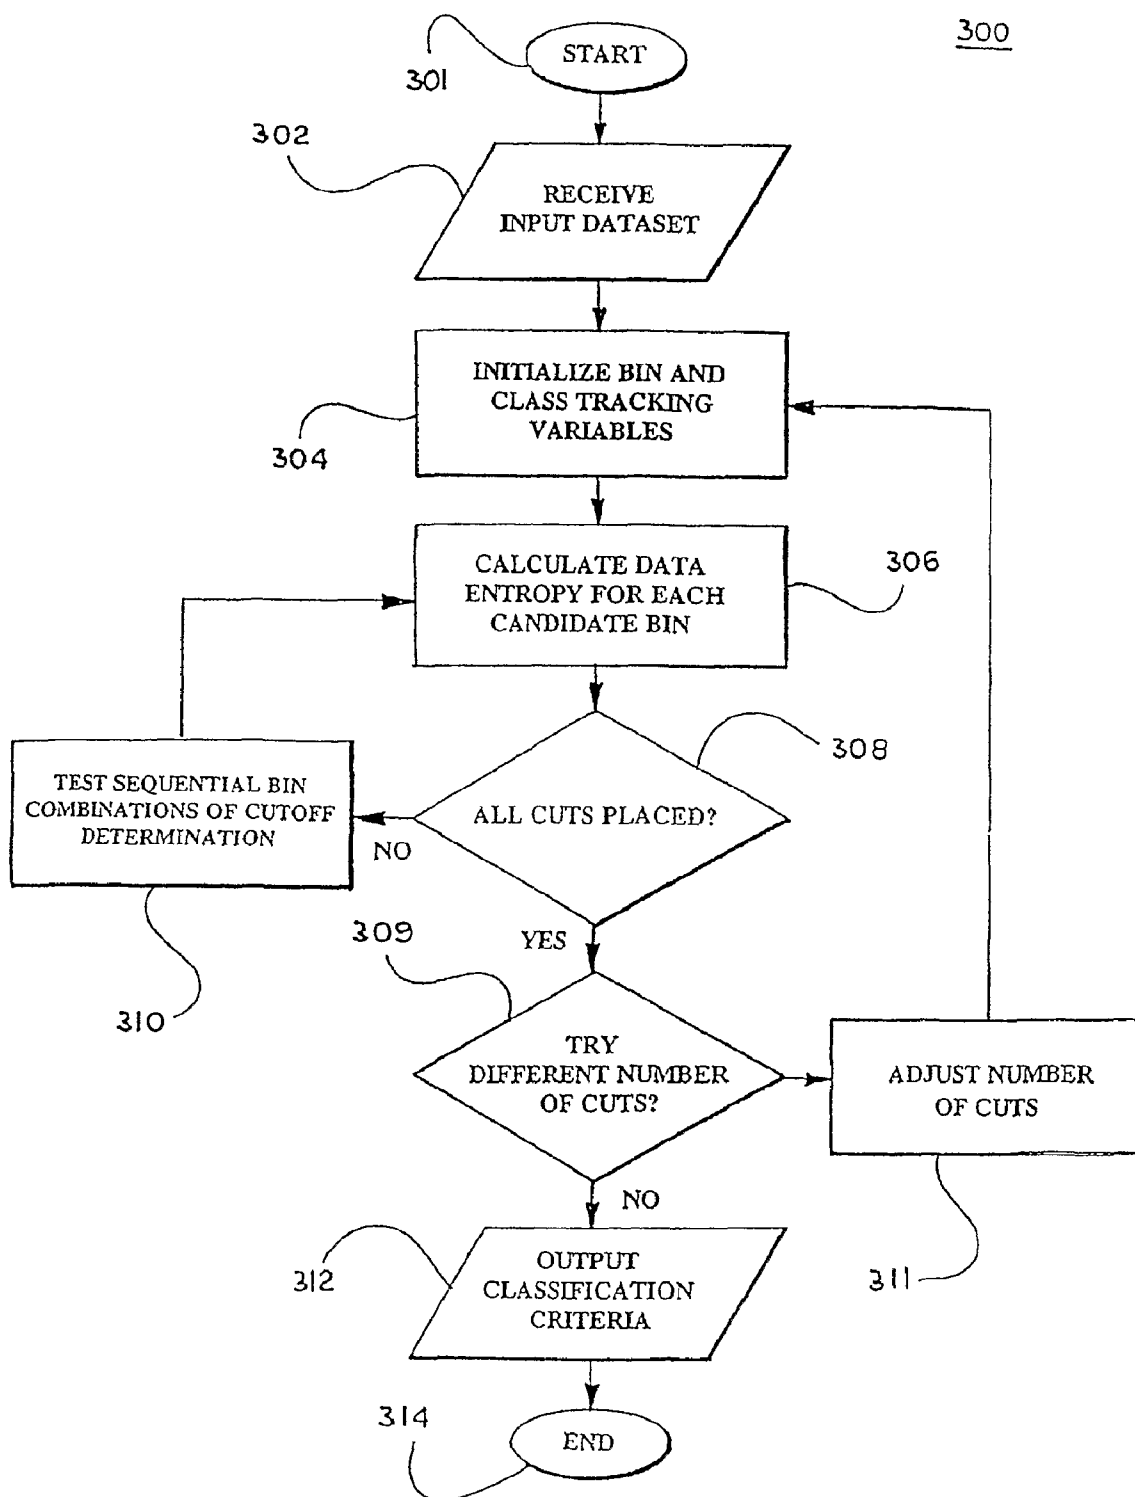 300
START
301
302
RECEIVE
INPUT DATASET
INITIALIZE BIN AND
CLASS TRACKING
VARIABLES
304
CALCULATE DATA
ENTROPY FOR EACH
CANDIDATE BIN
306
308
ALL CUTS PLACED?
NO
TEST SEQUENTIAL BIN
COMBINATIONS OF CUTOFF
DETERMINATION
310
YES
309
TRY
DIFFERENT NUMBER
OF CUTS?
ADJUST NUMBER
OF CUTS
311
NO
312
OUTPUT
CLASSIFICATION
CRITERIA
314
END